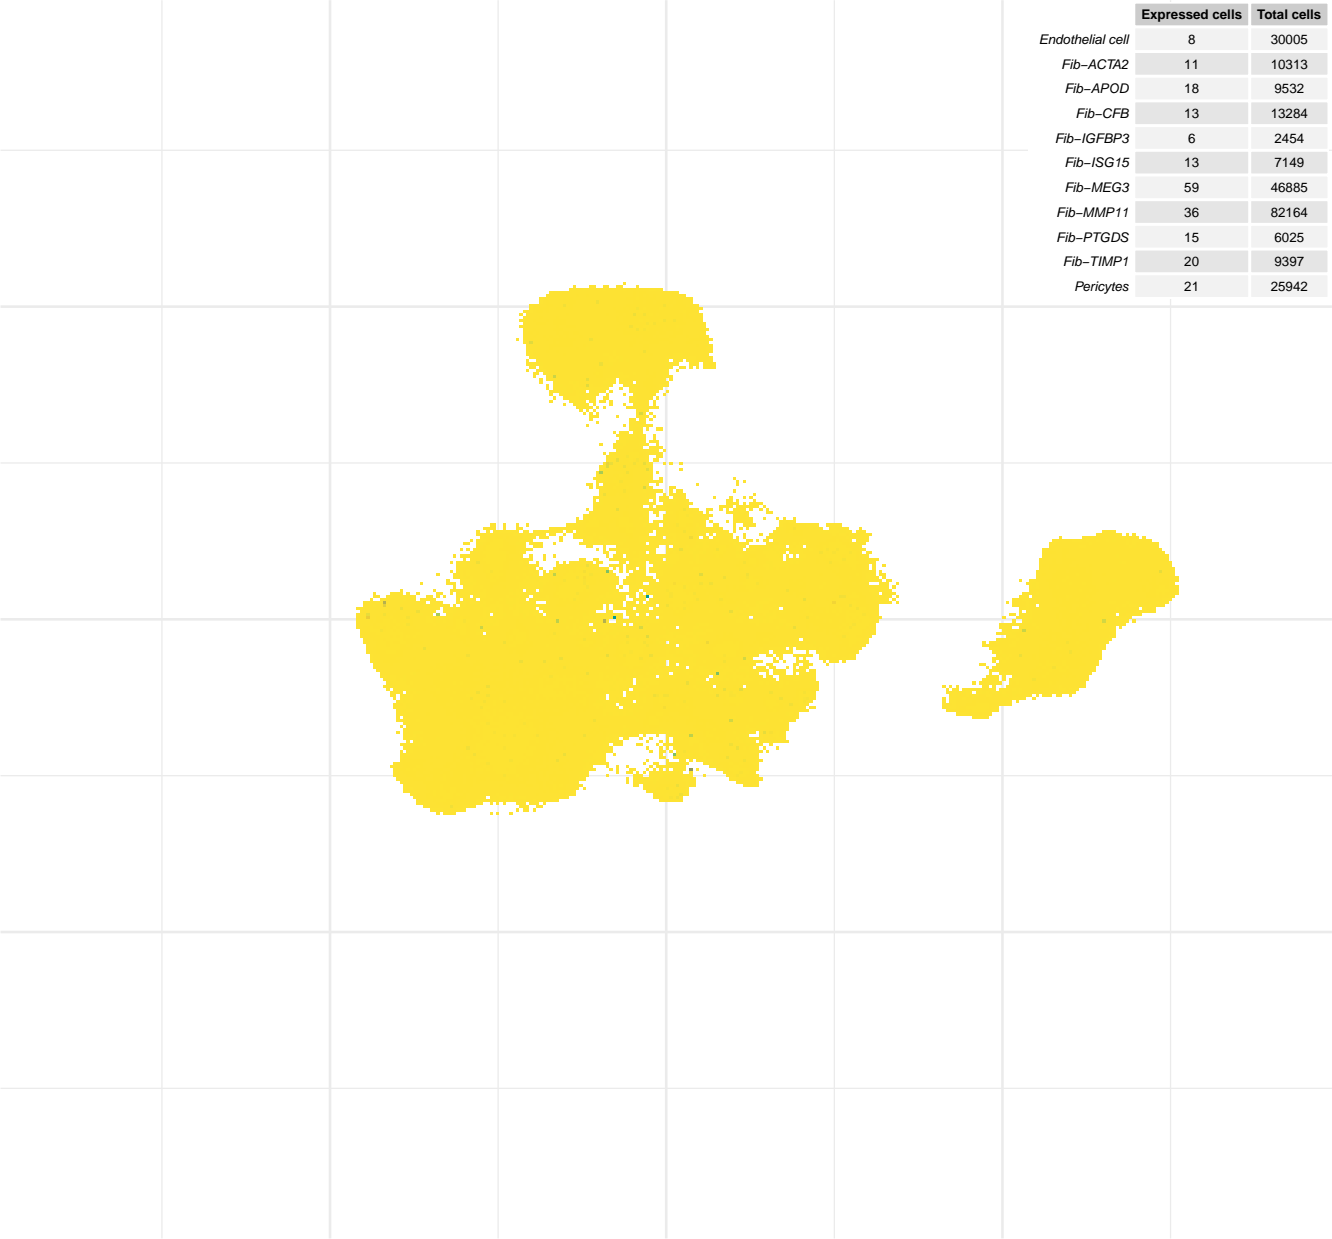 Expressed cells Total cells
Endothelial cell 8 30005
Fib−ACTA2 11 10313
Fib−APOD 18 9532
Fib−CFB 13 13284
Fib−IGFBP3 6 2454
Fib−ISG15 13 7149
Fib−MEG3 59 46885
Fib−MMP11 36 82164
Fib−PTGDS 15 6025
Fib−TIMP1 20 9397
Pericytes 21 25942